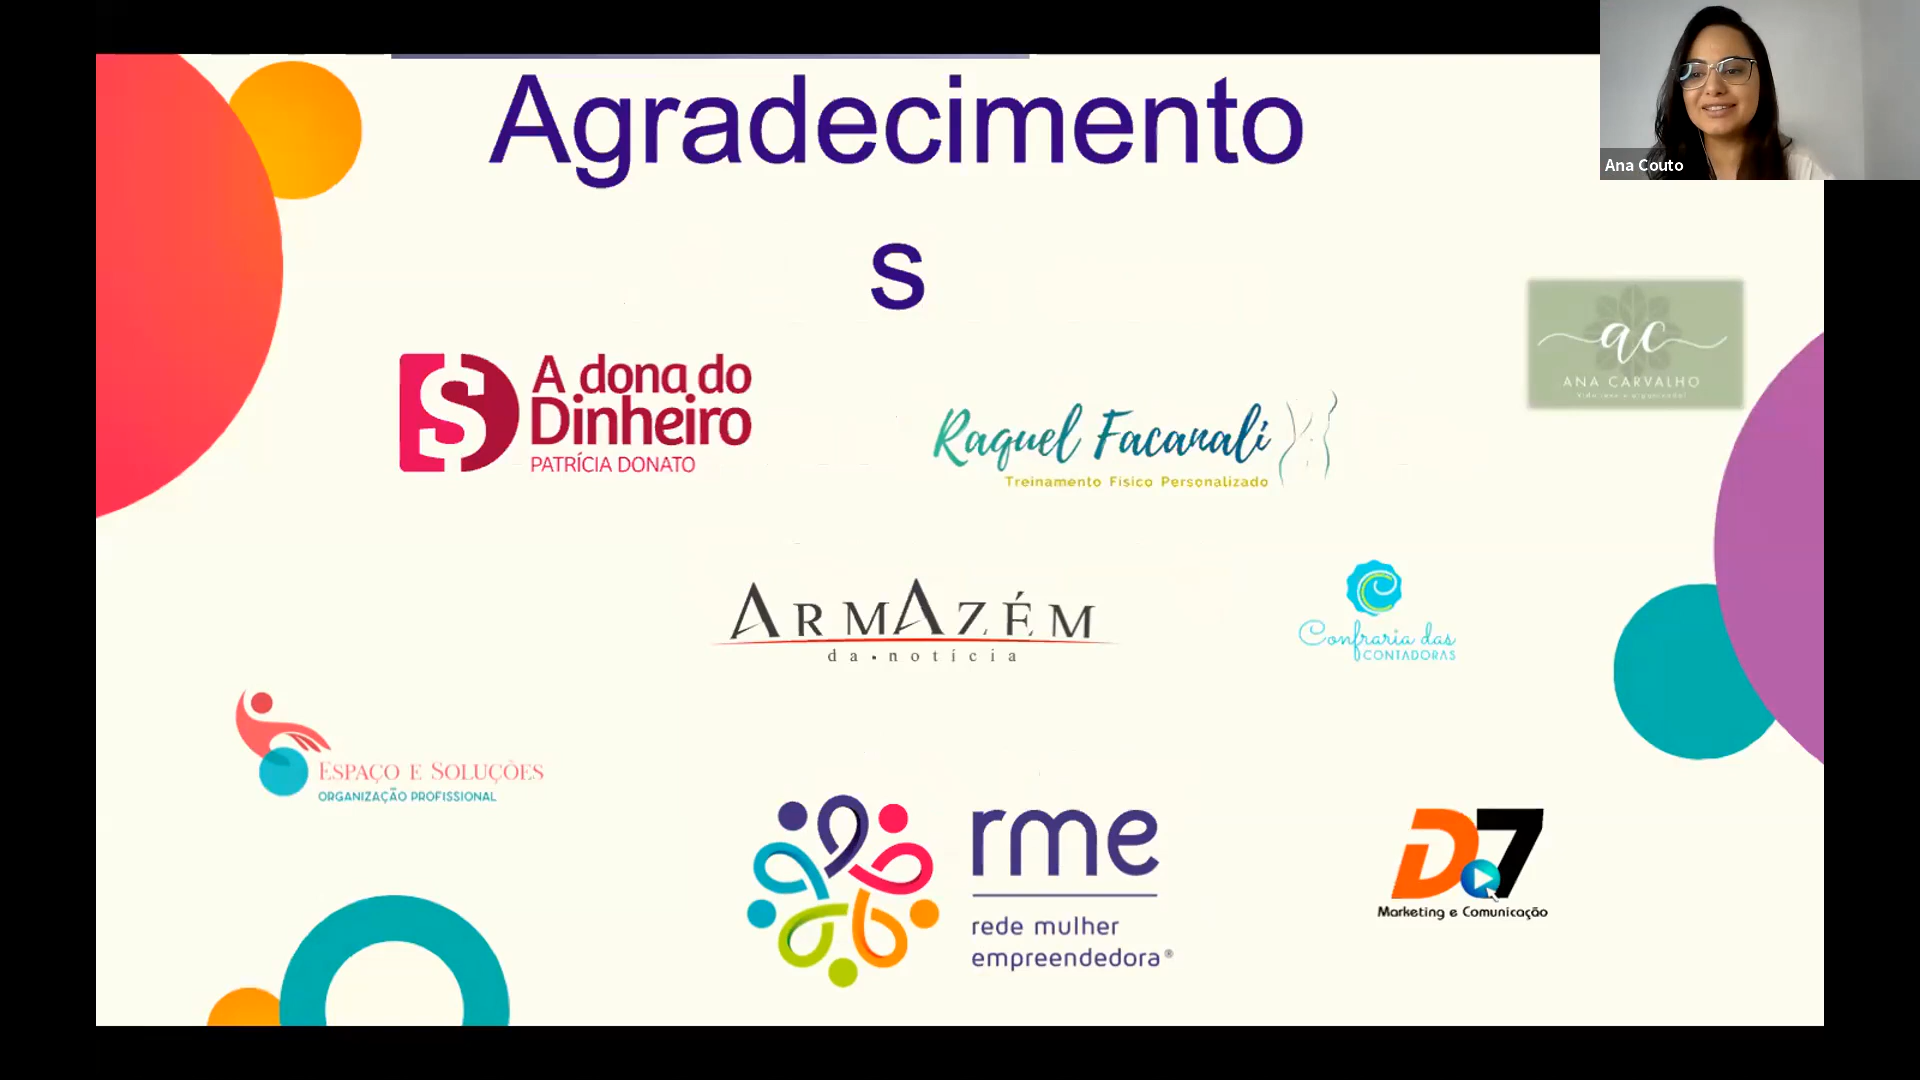 Agradecimento
s
Ana Couto
A dona do
Dinheiro
PATRÍCIA DONATO
Raquel Facanali
Treinamento Físico Personalizado
ac
ANA CARVALHO
ARMAZÉM
da•notícia
Confraria das
CONTADORAS
ESPAÇO E SOLUÇÕES
ORGANIZAÇÃO PROFISSIONAL
rme
rede mulher
empreendedora®
D7
Marketing e Comunicação